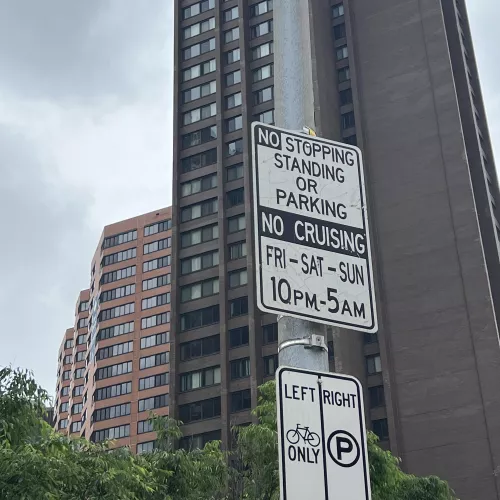 NO STOPPING
STANDING
OR
PARKING
NO CRUISING
FRI-SAT-SUN
10PM-5AM
LEFT RIGHT
ONLY P